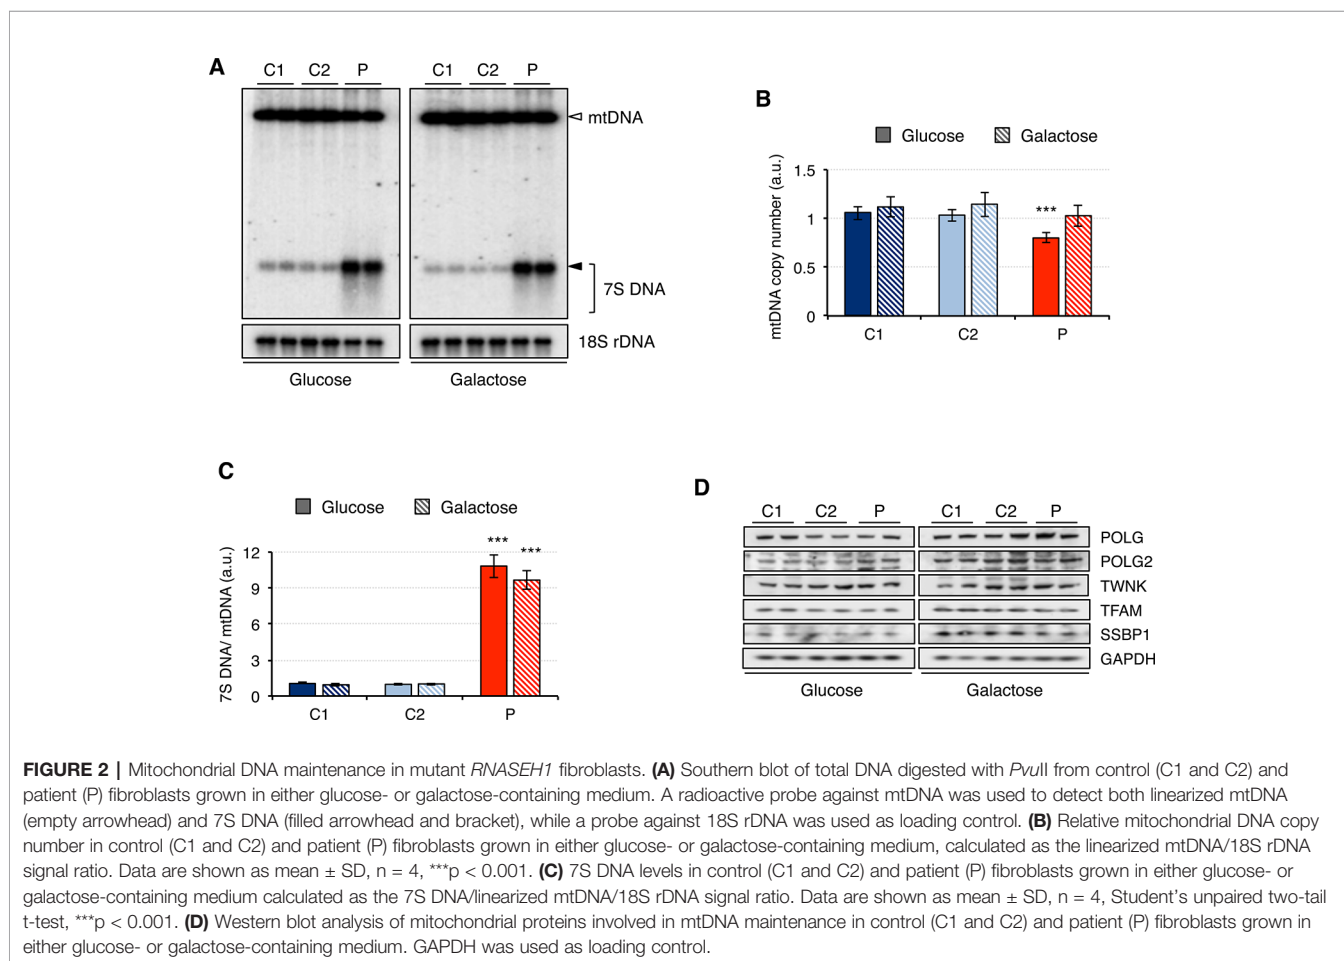 A
C1 C2 P C1 C2 P
mtDNA
7S DNA
18S rDNA
Glucose Galactose
B
Glucose Galactose
mtDNA copy number (a.u.)
1.5
1
0.5
0
***
C1 C2 P
C
Glucose Galactose
7S DNA/ mtDNA (a.u.)
12
9
6
3
0
*** ***
C1 C2 P
D
C1 C2 P C1 C2 P
POLG
POLG2
TWNK
TFAM
SSBP1
GAPDH
Glucose Galactose
FIGURE 2 | Mitochondrial DNA maintenance in mutant RNASEH1 fibroblasts. (A) Southern blot of total DNA digested with PvuII from control (C1 and C2) and
patient (P) fibroblasts grown in either glucose- or galactose-containing medium. A radioactive probe against mtDNA was used to detect both linearized mtDNA
(empty arrowhead) and 7S DNA (filled arrowhead and bracket), while a probe against 18S rDNA was used as loading control. (B) Relative mitochondrial DNA copy
number in control (C1 and C2) and patient (P) fibroblasts grown in either glucose- or galactose-containing medium, calculated as the linearized mtDNA/18S rDNA
signal ratio. Data are shown as mean ± SD, n = 4, ***p < 0.001. (C) 7S DNA levels in control (C1 and C2) and patient (P) fibroblasts grown in either glucose- or
galactose-containing medium calculated as the 7S DNA/linearized mtDNA/18S rDNA signal ratio. Data are shown as mean ± SD, n = 4, Student’s unpaired two-tail
t-test, ***p < 0.001. (D) Western blot analysis of mitochondrial proteins involved in mtDNA maintenance in control (C1 and C2) and patient (P) fibroblasts grown in
either glucose- or galactose-containing medium. GAPDH was used as loading control.